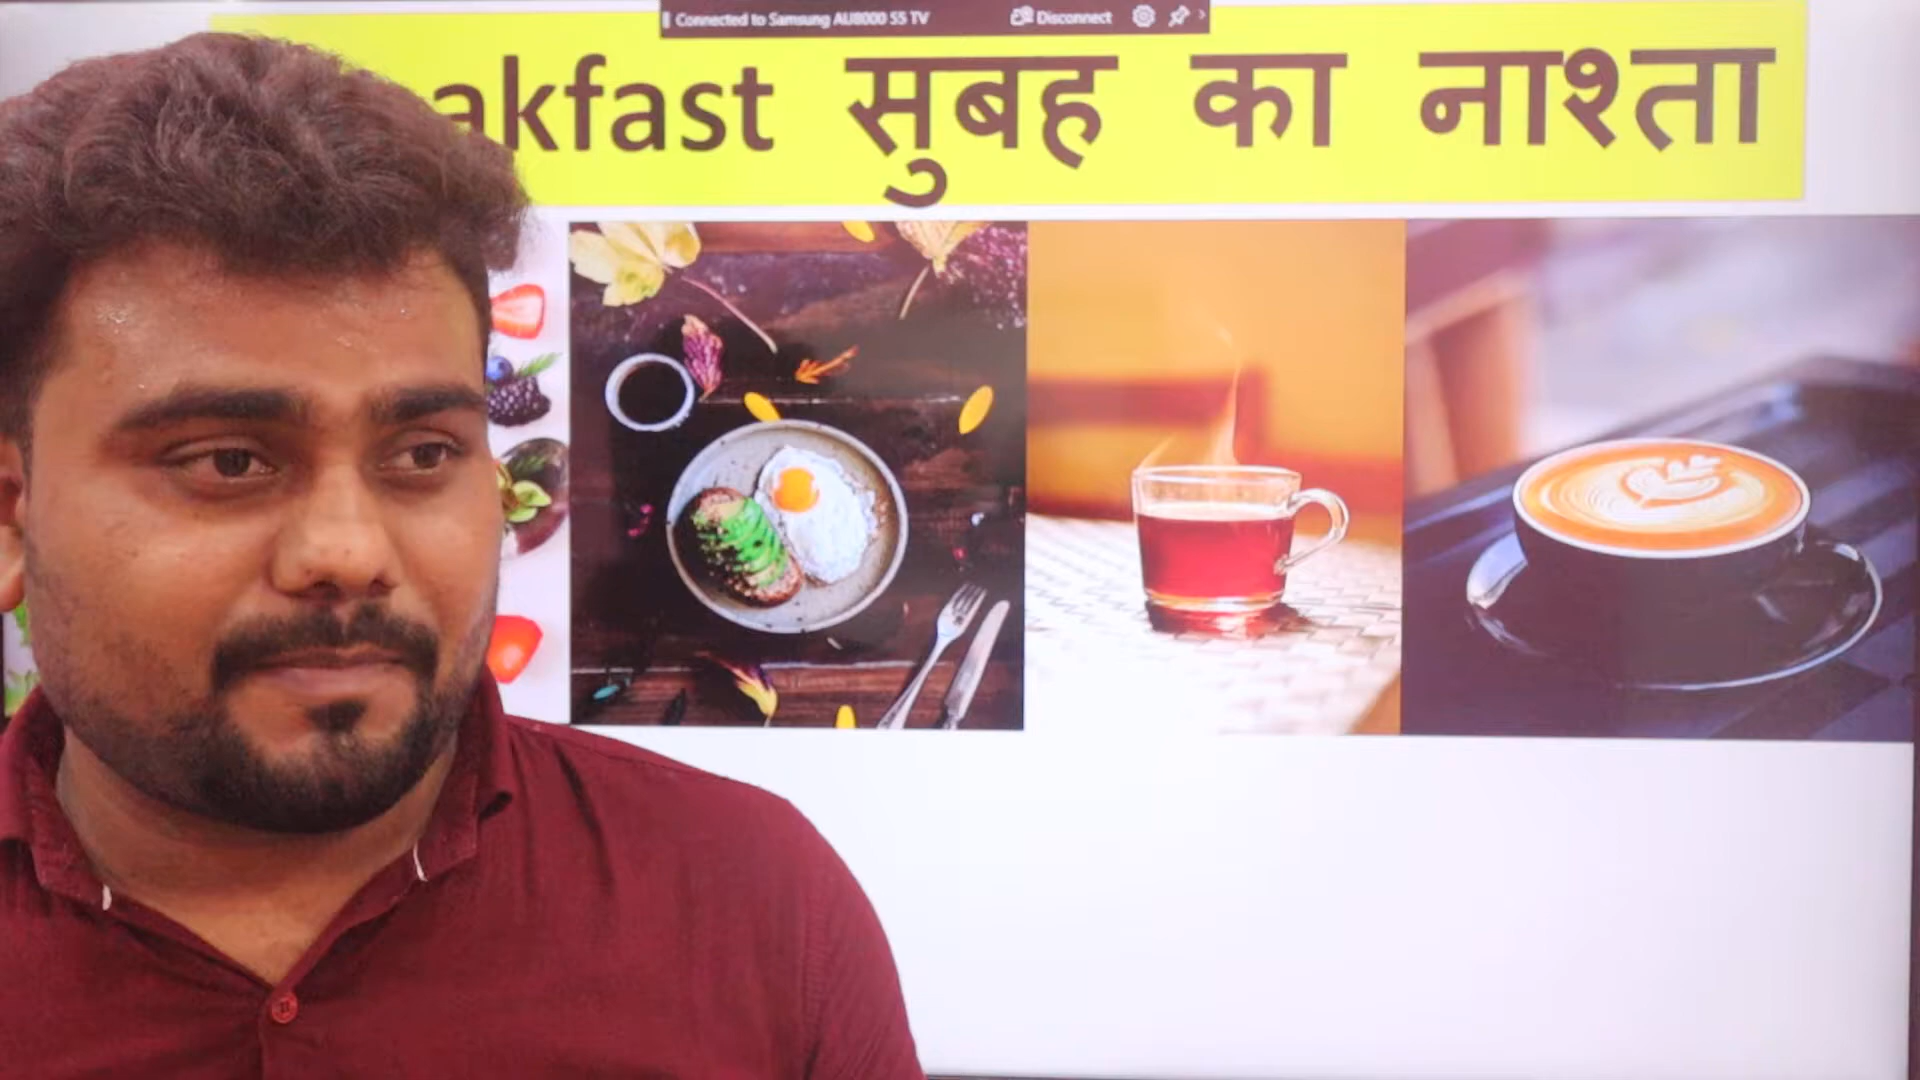 Connected to Samsung AU8000 55 TV Disconnect
akfast सुबह का नाश्ता